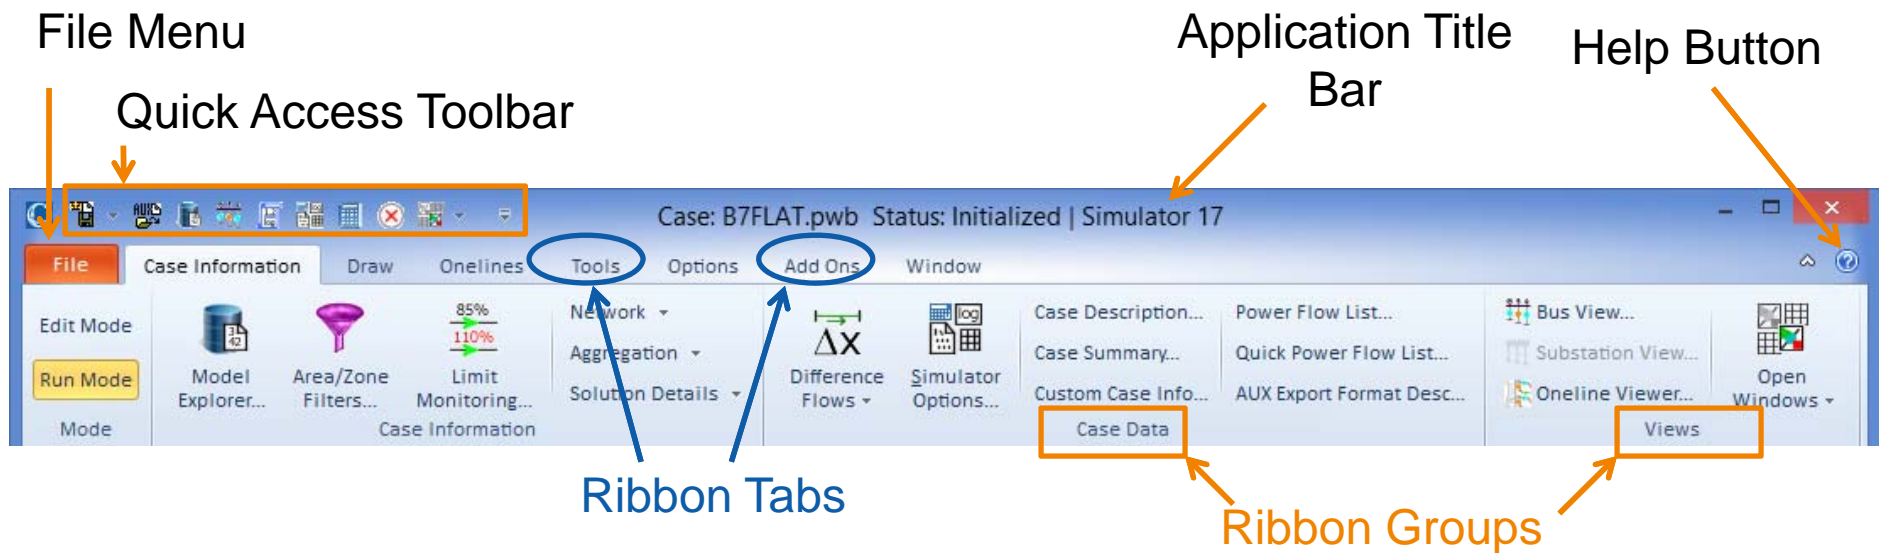 File Menu
Application Title
Bar
Help Button
Quick Access Toolbar
AUX
Case: B7FLAT.pwb Status: Initialized | Simulator 17
File
Case Information
Draw
Onelines
Tools
Options
Add Ons
Window
Edit Mode
Run Mode
Mode
Model
Explorer...
Area/Zone
Filters...
85%
110%
Limit
Monitoring...
Network
Aggregation
Solution Details
Case Information
ΔX
Difference
Flows
log
Simulator
Options...
Case Description...
Case Summary...
Custom Case Info...
Power Flow List...
Quick Power Flow List...
AUX Export Format Desc...
Case Data
Bus View...
Substation View...
Oneline Viewer...
Open
Windows
Views
Ribbon Tabs
Ribbon Groups